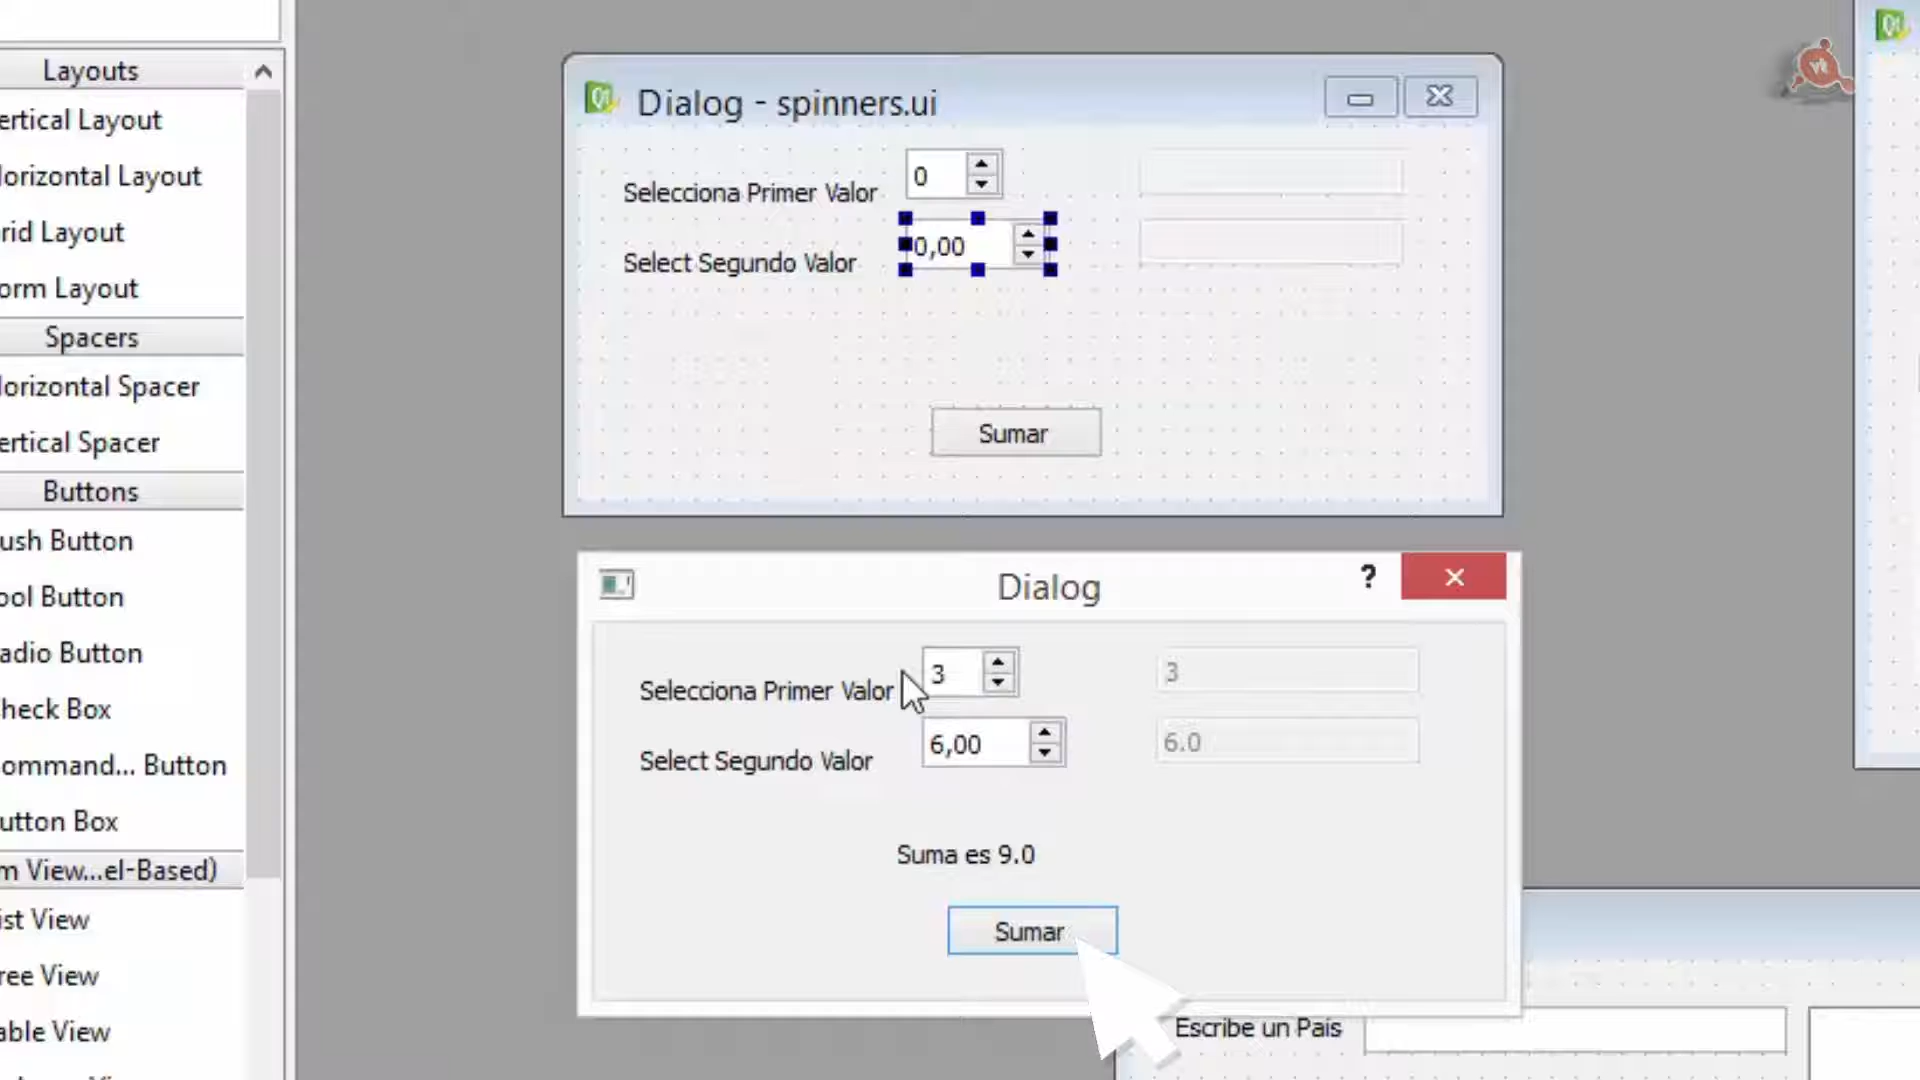 Layouts
ertical Layout
orizontal Layout
rid Layout
orm Layout
Spacers
orizontal Spacer
ertical Spacer
Buttons
ush Button
ool Button
adio Button
heck Box
ommand... Button
utton Box
m View...el-Based)
ist View
ree View
able View
Dialog - spinners.ui
Selecciona Primer Valor
0
Select Segundo Valor
0,00
Sumar
Dialog
?
Selecciona Primer Valor
3
3
Select Segundo Valor
6,00
6.0
Suma es 9.0
Sumar
Escribe un País